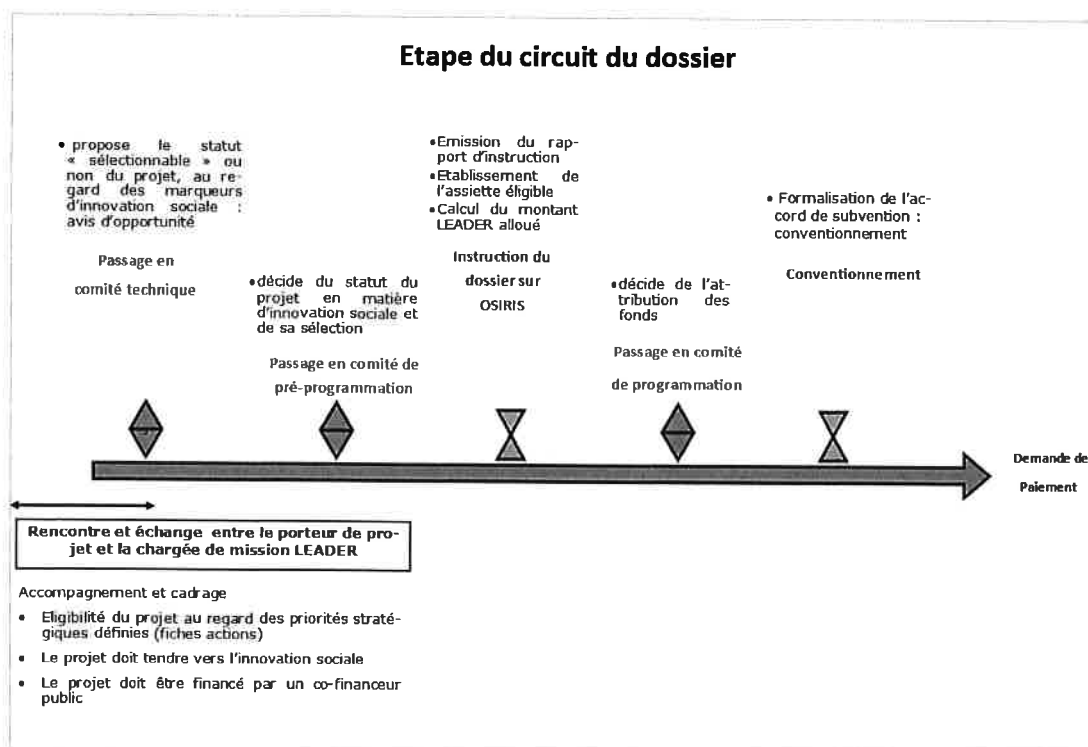 Etape du circuit du dossier
• propose le statut
« sélectionnable » ou
non du projet, au re-
gard des marqueurs
d'innovation sociale :
avis d'opportunité
Passage en
comité technique
•décide du statut du
projet en matière
d'innovation sociale et
de sa sélection
Passage en comité de
pré-programmation
•Emission du rap-
port d'instruction
•Etablissement de
l'assiette éligible
•Calcul du montant
LEADER alloué
Instruction du
dossier sur
OSIRIS
•décide de l'at-
tribution des
fonds
Passage en comité
de programmation
• Formalisation de l'ac-
cord de subvention :
conventionnement
Conventionnement
Demande de
Paiement
Rencontre et échange entre le porteur de pro-
jet et la chargée de mission LEADER
Accompagnement et cadrage
• Eligibilité du projet au regard des priorités straté-
giques définies (fiches actions)
• Le projet doit tendre vers l'innovation sociale
• Le projet doit être financé par un co-financeur
public